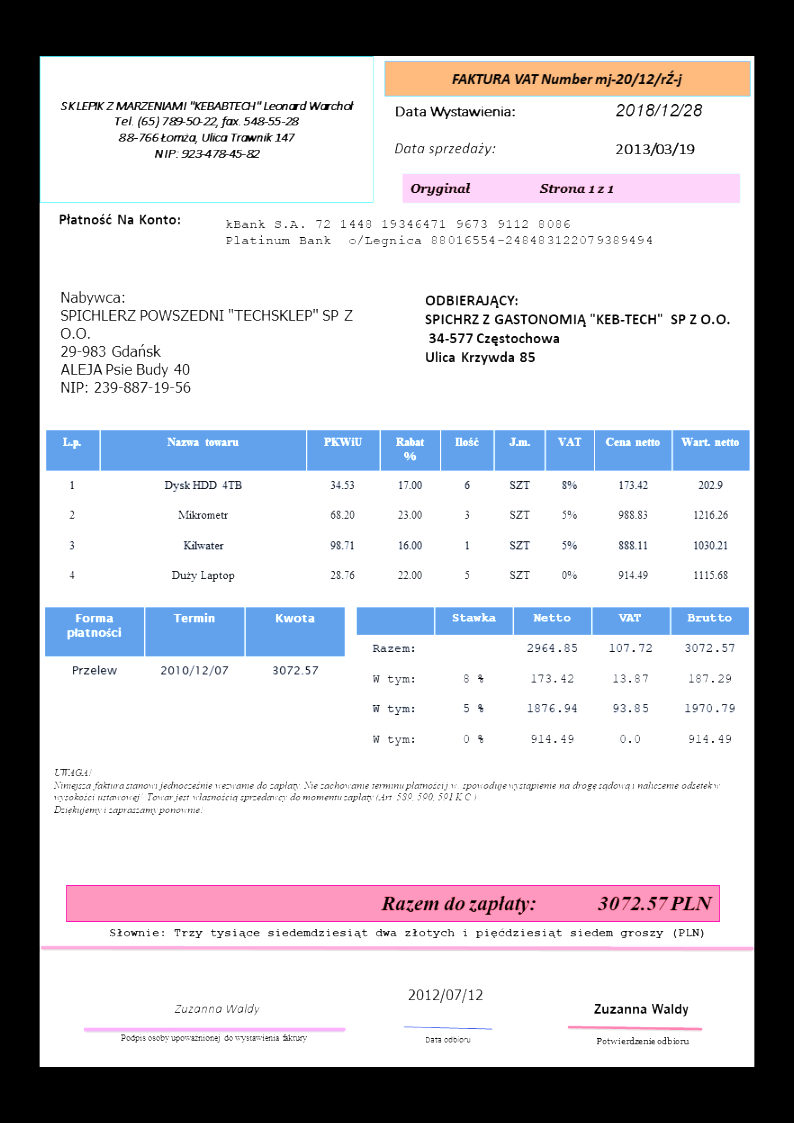 SKLEPIK Z MARZENIAMI "KEBABTECH" Leonard Warchoł
Tel. (65) 789-50-22, fax. 548-55-28
88-766 Łomża, Ulica Trawnik 147
NIP: 923-478-45-82
FAKTURA VAT Number mj-20/12/rŹ-j
Data Wystawienia: 2018/12/28
Data sprzedaży: 2013/03/19
Oryginał Strona 1 z 1
Płatność Na Konto: kBank S.A. 72 1448 19346471 9673 9112 8086
Platinum Bank c/Legnica 88016554-248483122079389494
Nabywca:
SPICHLERZ POWSZEDNI "TECHSKLEP" SP Z
O.O.
29-983 Gdańsk
ALEJA Psie Budy 40
NIP: 239-887-19-56
ODBIERAJĄCY:
SPICHRZ Z GASTONOMIĄ "KEB-TECH" SP Z O.O.
34-577 Częstochowa
Ulica Krzywda 85
L.p. Nazwa towaru PKWiU Rabat % Ilość J.m. VAT Cena netto Wart. netto
1 Dysk HDD 4TB 34.53 17.00 6 SZT 8% 173.42 202.9
2 Mikrometr 68.20 23.00 3 SZT 5% 988.83 1216.26
3 Kilwater 98.71 16.00 1 SZT 5% 888.11 1030.21
4 Duży Laptop 28.76 22.00 5 SZT 0% 914.49 1115.68
Forma płatności Termin Kwota
Przelew 2010/12/07 3072.57
Stawka Netto VAT Brutto
Razem: 2964.85 107.72 3072.57
W tym: 8 % 173.42 13.87 187.29
W tym: 5 % 1876.94 93.85 1970.79
W tym: 0 % 914.49 0.0 914.49
UWAGA!
Niniejsza faktura stanowi jednocześnie wezwanie do zapłaty. Nie zachowanie terminu płatności j.w. spowoduje wystąpienie na drogę sądową i naliczenie odsetek w
wysokości ustawowej! Towar jest własnością sprzedawcy do momentu zapłaty (Art. 589, 590, 591 K.C.)
Dziękujemy i zapraszamy ponownie!
Razem do zapłaty: 3072.57 PLN
Słownie: Trzy tysiące siedemdziesiąt dwa złotych i pięćdziesiąt siedem groszy (PLN)
Zuzanna Waldy
Podpis osoby upoważnionej do wystawienia faktury
2012/07/12
Data odbioru
Zuzanna Waldy
Potwierdzenie odbioru